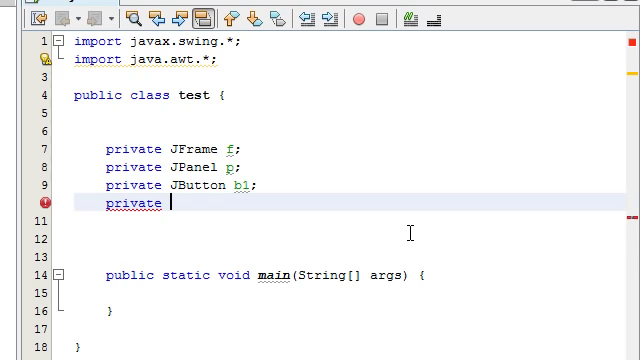 1 import javax.swing.*;
import java.awt.*;
3
4 public class test {
5
6
7 private JFrame f;
8 private JPanel p;
9 private JButton b1;
private
11
12
13
14 public static void main(String[] args) {
15
16 }
17
18 }